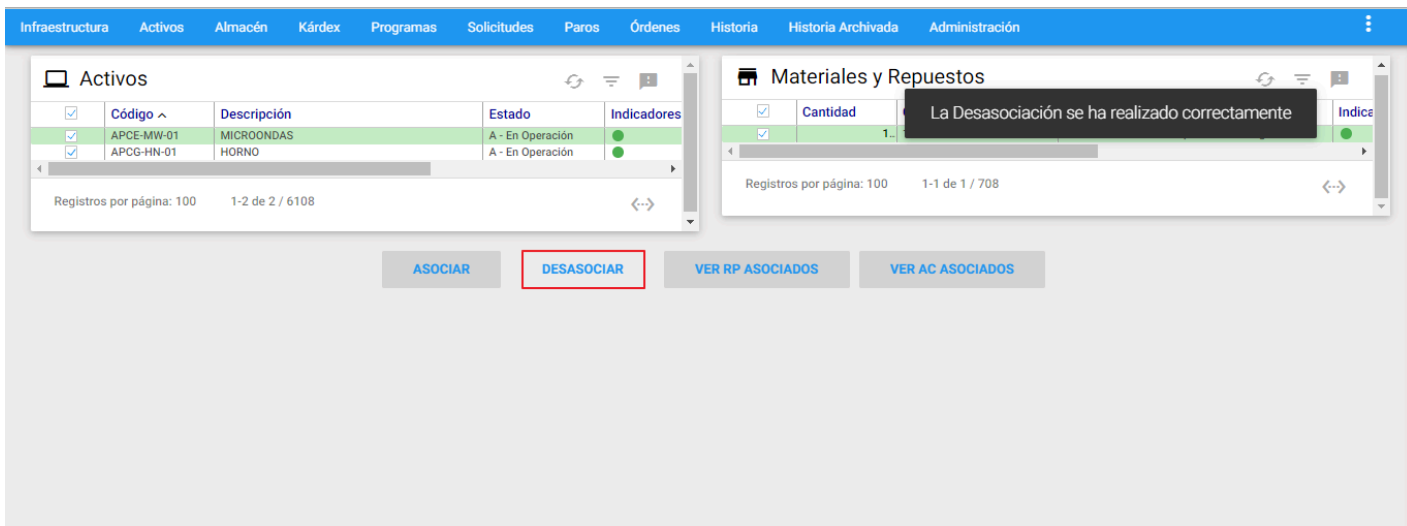 Infraestructura Activos Almacén Kárdex Programas Solicitudes Paros Órdenes Historia Historia Archivada Administración
Activos
Código Descripción Estado Indicadores
APCE-MW-01 MICROONDAS A - En Operación
APCG-HN-01 HORNO A - En Operación
Registros por página: 100 1-2 de 2 / 6108
Materiales y Repuestos
La Desasociación se ha realizado correctamente
Cantidad Indica
1..
Registros por página: 100 1-1 de 1 / 708
ASOCIAR DESASOCIAR VER RP ASOCIADOS VER AC ASOCIADOS